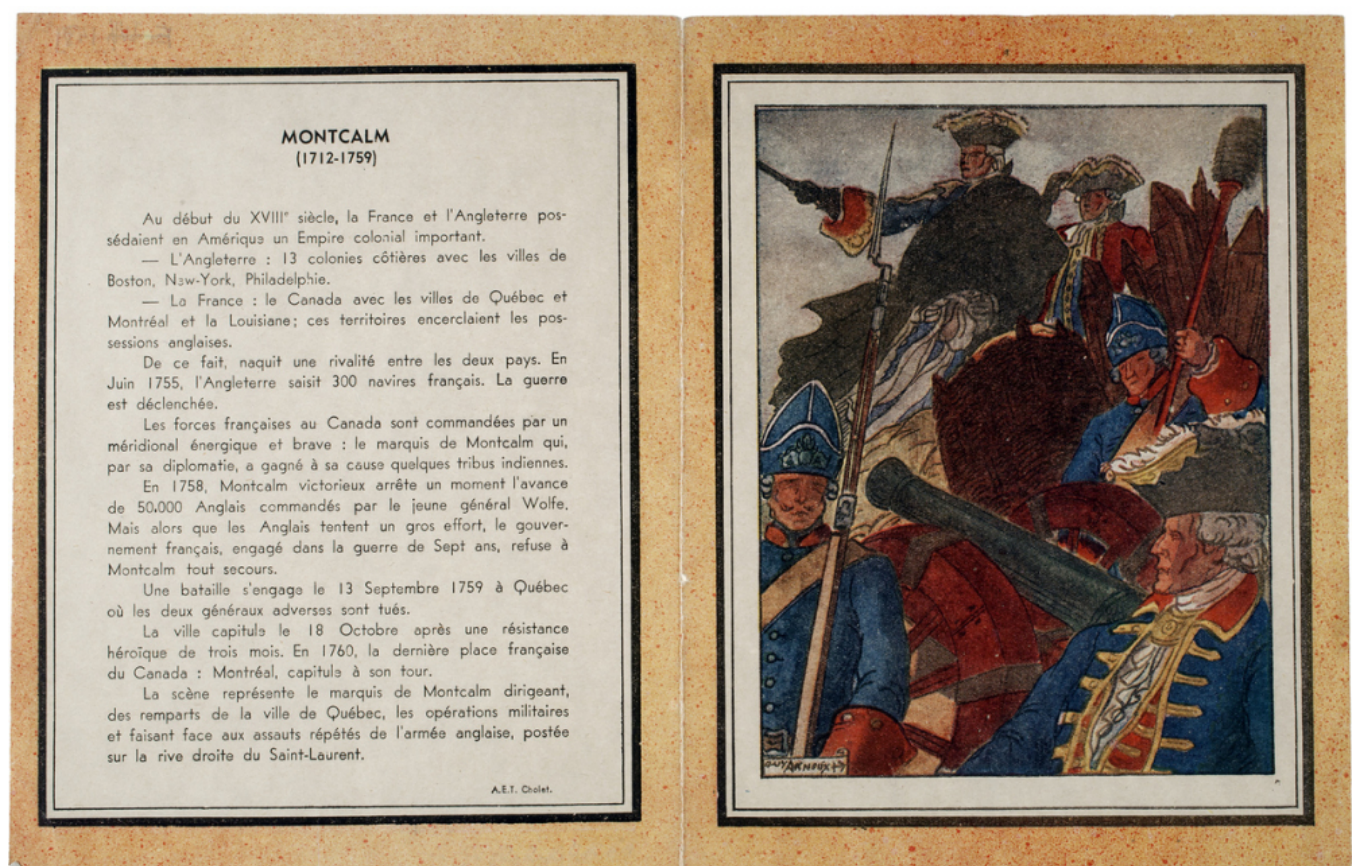 MONTCALM
(1712-1759)
Au début du XVIIIe siècle, la France et l'Angleterre pos-
sédaient en Amérique un Empire colonial important.
— L'Angleterre : 13 colonies côtières avec les villes de
Boston, New-York, Philadelphie.
— La France : le Canada avec les villes de Québec et
Montréal et la Louisiane; ces territoires encerclaient les pos-
sessions anglaises.
De ce fait, naquit une rivalité entre les deux pays. En
Juin 1755, l'Angleterre saisit 300 navires français. La guerre
est déclenchée.
Les forces françaises au Canada sont commandées par un
méridional énergique et brave : le marquis de Montcalm qui,
par sa diplomatie, a gagné à sa cause quelques tribus indiennes.
En 1758, Montcalm victorieux arrête un moment l'avance
de 50.000 Anglais commandés par le jeune général Wolfe.
Mais alors que les Anglais tentent un gros effort, le gouver-
nement français, engagé dans la guerre de Sept ans, refuse à
Montcalm tout secours.
Une bataille s'engage le 13 Septembre 1759 à Québec
où les deux généraux adverses sont tués.
La ville capitule le 18 Octobre après une résistance
héroïque de trois mois. En 1760, la dernière place française
du Canada : Montréal, capitule à son tour.
La scène représente le marquis de Montcalm dirigeant,
des remparts de la ville de Québec, les opérations militaires
et faisant face aux assauts répétés de l'armée anglaise, postée
sur la rive droite du Saint-Laurent.
A.E.T. Cholet.
GUY ARNOUX